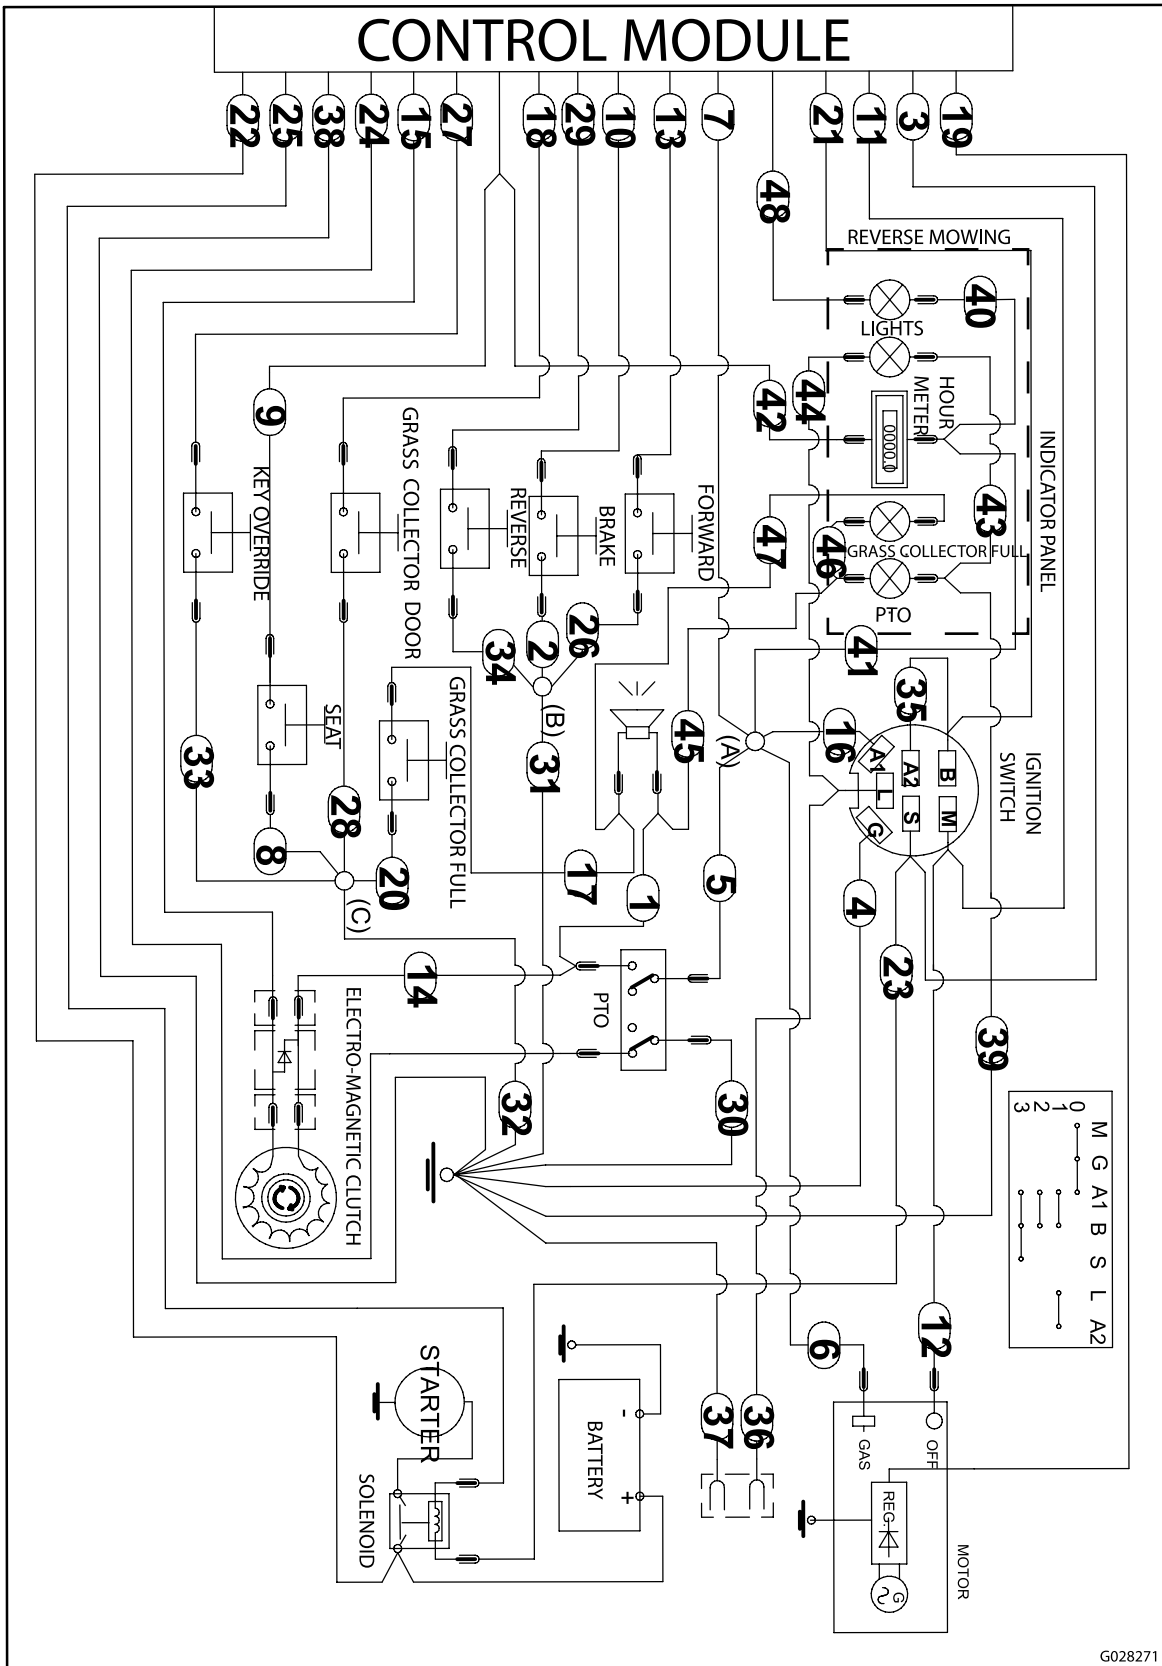 CONTROL MODULE
22
25
38
24
15
27
18
29
10
13
7
21
11
3
19
48
REVERSE MOWING
40
LIGHTS
9
42
44
HOUR
METER
0000.0
43
INDICATOR PANEL
KEY OVERRIDE
GRASS COLLECTOR DOOR
REVERSE
BRAKE
FORWARD
47
46
GRASS COLLECTOR FULL
PTO
34
2
26
41
35
(B)
SEAT
GRASS COLLECTOR FULL
33
31
45
(A)
16
A1
A2
B
L
S
M
G
IGNITION
SWITCH
28
8
20
(C)
17
1
5
4
23
14
PTO
39
ELECTRO-MAGNETIC CLUTCH
32
30
M G A1 B S L A2
0
1
2
3
12
6
STARTER
SOLENOID
BATTERY
-
+
37
36
GAS
OFF
REG.
G
MOTOR
G028271